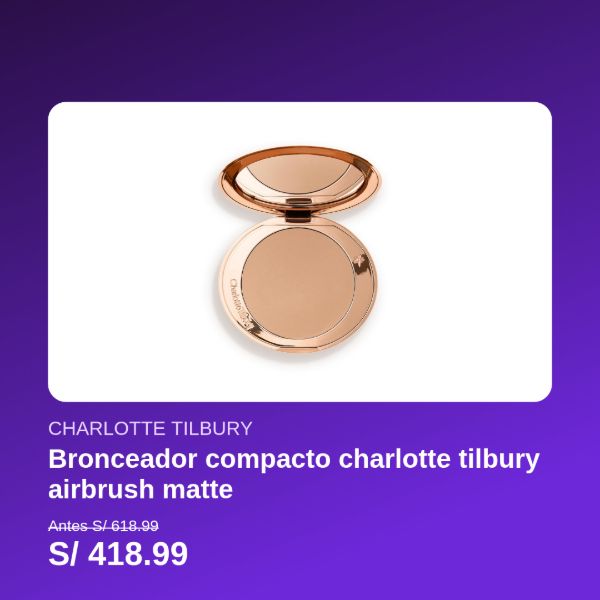 CHARLOTTE TILBURY
Bronceador compacto charlotte tilbury
airbrush matte
Antes S/ 618.99
S/ 418.99